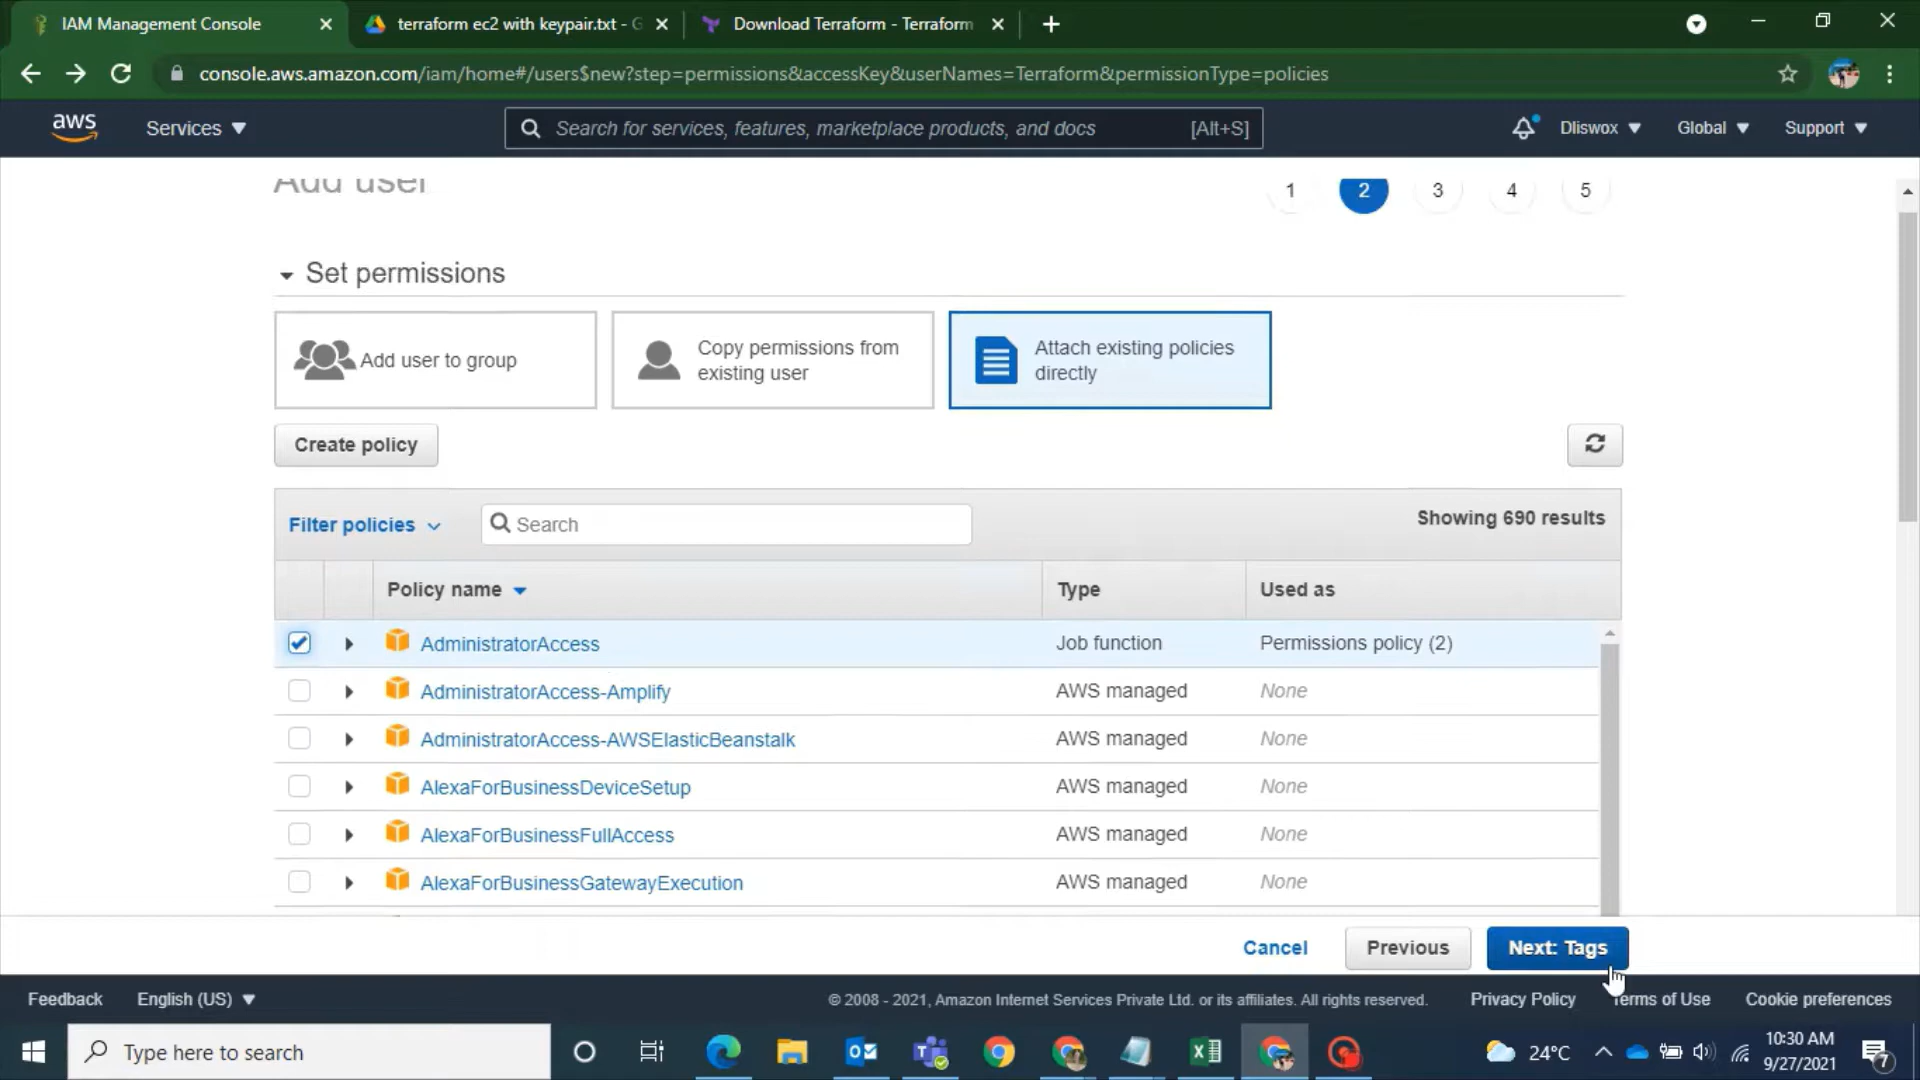 IAM Management Console
terraform ec2 with keypair.txt - G
Download Terraform - Terraform
console.aws.amazon.com/iam/home#/users$new?step=permissions&accessKey&userNames=Terraform&permissionType=policies
aws
Services
Search for services, features, marketplace products, and docs [Alt+S]
Dliswox
Global
Support
Add user
1 2 3 4 5
Set permissions
Add user to group
Copy permissions from
existing user
Attach existing policies
directly
Create policy
Filter policies
Search
Showing 690 results
Policy name Type Used as
AdministratorAccess Job function Permissions policy (2)
AdministratorAccess-Amplify AWS managed None
AdministratorAccess-AWSElasticBeanstalk AWS managed None
AlexaForBusinessDeviceSetup AWS managed None
AlexaForBusinessFullAccess AWS managed None
AlexaForBusinessGatewayExecution AWS managed None
Cancel Previous Next: Tags
Feedback English (US) © 2008 - 2021, Amazon Internet Services Private Ltd. or its affiliates. All rights reserved. Privacy Policy Terms of Use Cookie preferences
Type here to search
24°C
10:30 AM
9/27/2021
7